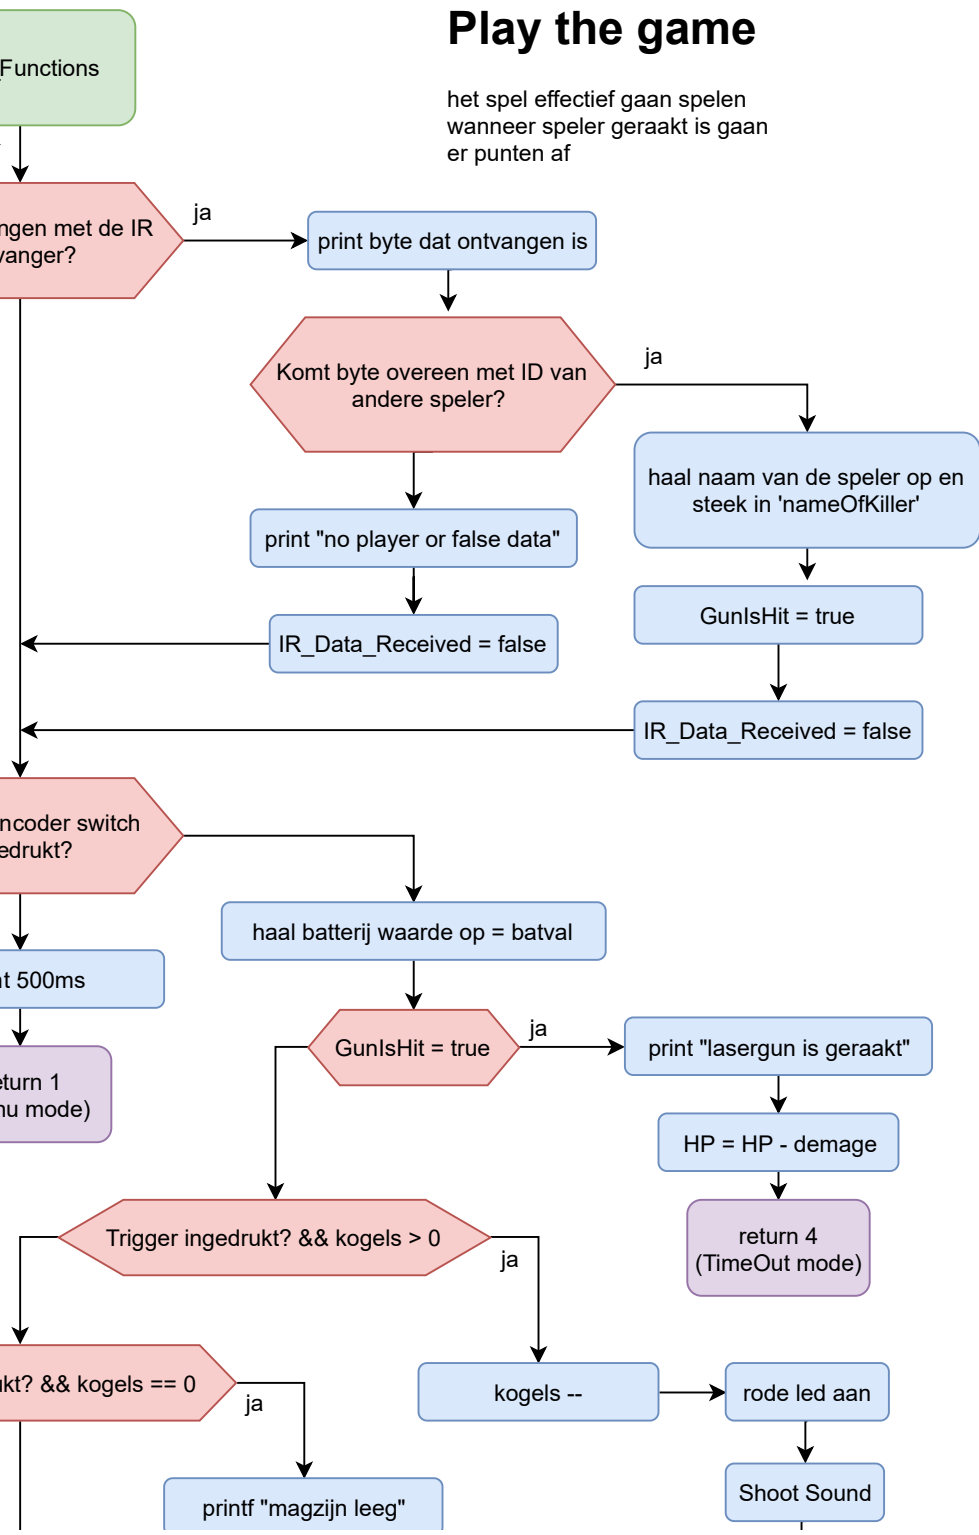 Play the game
het spel effectief gaan spelen
wanneer speler geraakt is gaan
er punten af
Functions
ngen met de IR
vanger?
ja
print byte dat ontvangen is
Komt byte overeen met ID van
andere speler?
ja
haal naam van de speler op en
steek in 'nameOfKiller'
print "no player or false data"
GunIsHit = true
IR_Data_Received = false
IR_Data_Received = false
ncoder switch
edrukt?
haal batterij waarde op = batval
t 500ms
GunIsHit = true
ja
print "lasergun is geraakt"
eturn 1
nu mode)
HP = HP - demage
return 4
(TimeOut mode)
Trigger ingedrukt? && kogels > 0
ja
ukt? && kogels == 0
ja
kogels --
rode led aan
Shoot Sound
printf "magzijn leeg"